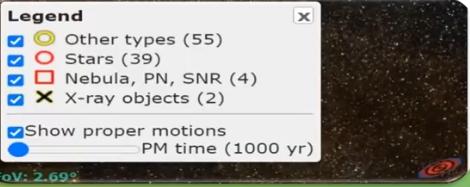 Legend
Other types (55)
Stars (39)
Nebula, PN, SNR (4)
X-ray objects (2)
Show proper motions
PM time (1000 yr)
FoV: 2.69°